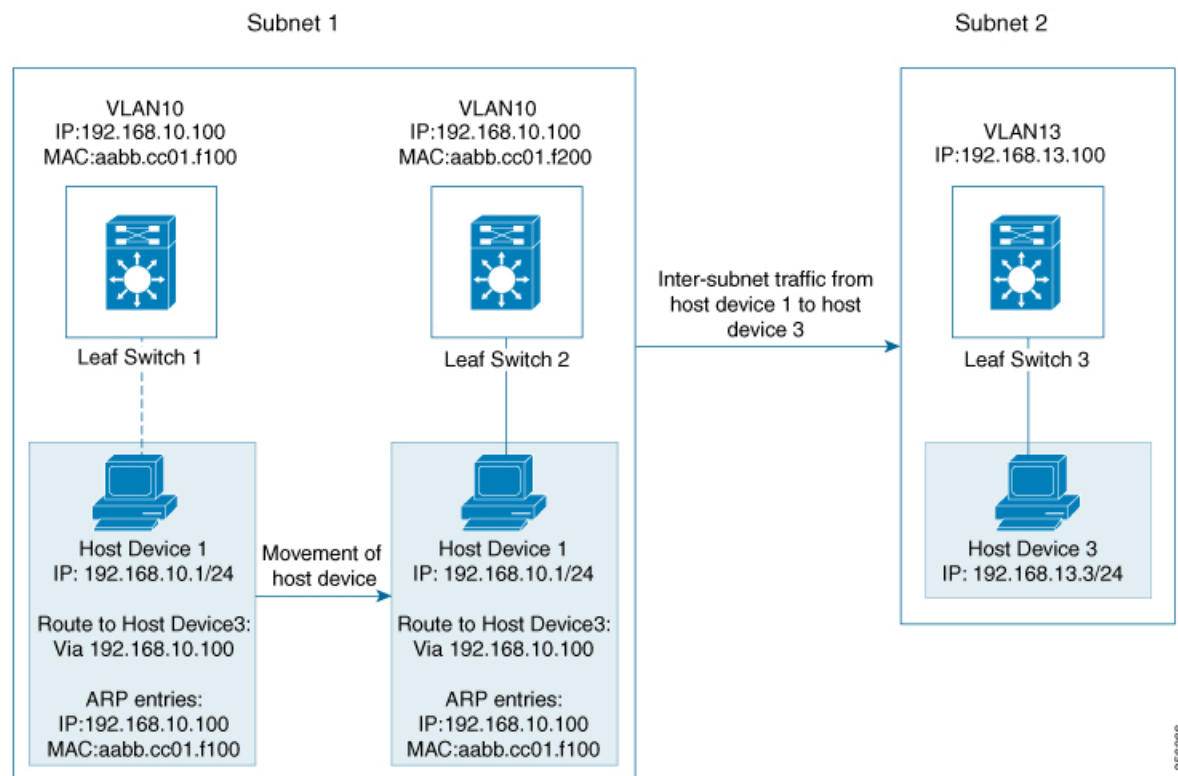 Subnet 1
Subnet 2
VLAN10
IP:192.168.10.100
MAC:aabb.cc01.f100
VLAN10
IP:192.168.10.100
MAC:aabb.cc01.f200
VLAN13
IP:192.168.13.100
Leaf Switch 1
Leaf Switch 2
Inter-subnet traffic from
host device 1 to host
device 3
Leaf Switch 3
Host Device 1
IP: 192.168.10.1/24
Route to Host Device3:
Via 192.168.10.100
ARP entries:
IP:192.168.10.100
MAC:aabb.cc01.f100
Movement of
host device
Host Device 1
IP: 192.168.10.1/24
Route to Host Device3:
Via 192.168.10.100
ARP entries:
IP:192.168.10.100
MAC:aabb.cc01.f100
Host Device 3
IP: 192.168.13.3/24